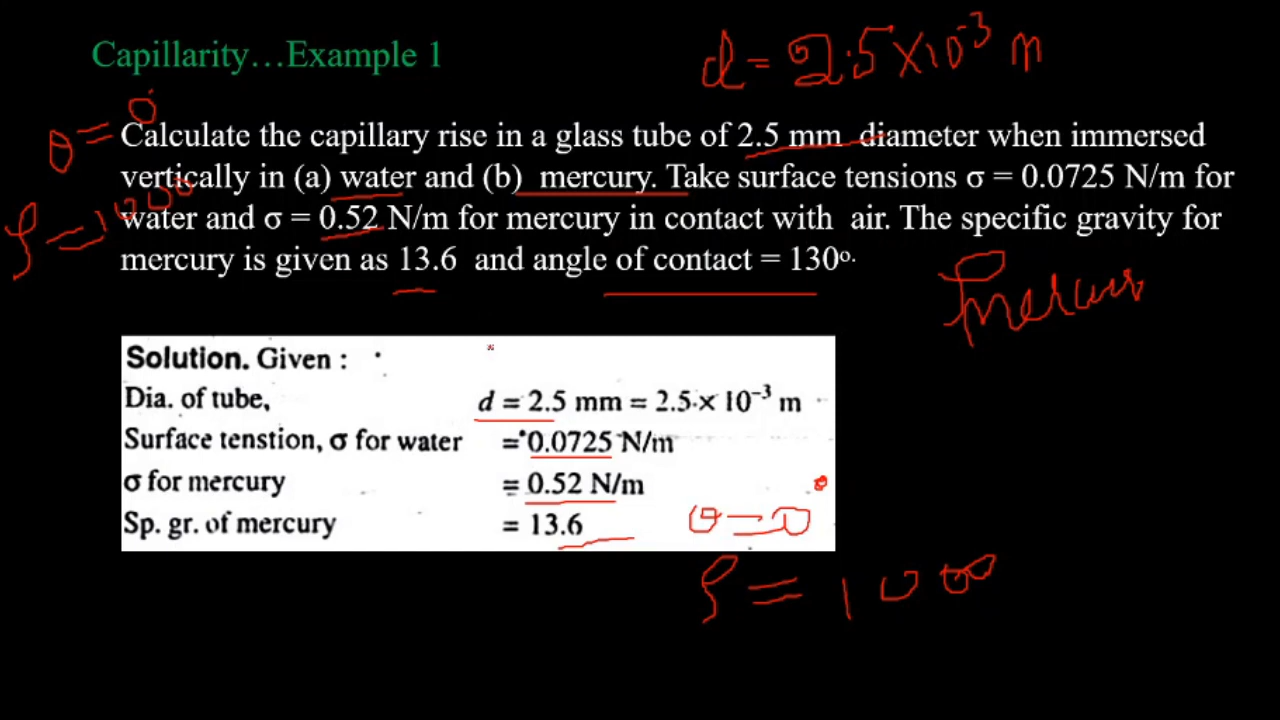 Capillarity…Example 1
d = 2.5 × 10⁻³ m
θ = 0°
Calculate the capillary rise in a glass tube of 2.5 mm diameter when immersed
vertically in (a) water and (b) mercury. Take surface tensions σ = 0.0725 N/m for
ρ = 1000
water and σ = 0.52 N/m for mercury in contact with air. The specific gravity for
mercury is given as 13.6 and angle of contact = 130°.
Solution. Given :
Dia. of tube, d = 2.5 mm = 2.5 × 10⁻³ m
Surface tenstion, σ for water = 0.0725 N/m
σ for mercury = 0.52 N/m
Sp. gr. of mercury = 13.6
ρ = 1000